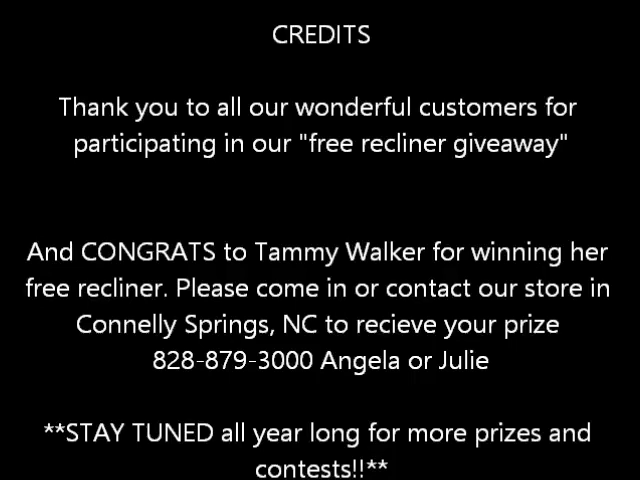 CREDITS
Thank you to all our wonderful customers for
participating in our "free recliner giveaway"
And CONGRATS to Tammy Walker for winning her
free recliner. Please come in or contact our store in
Connelly Springs, NC to recieve your prize
828-879-3000 Angela or Julie
**STAY TUNED all year long for more prizes and
contests!!**